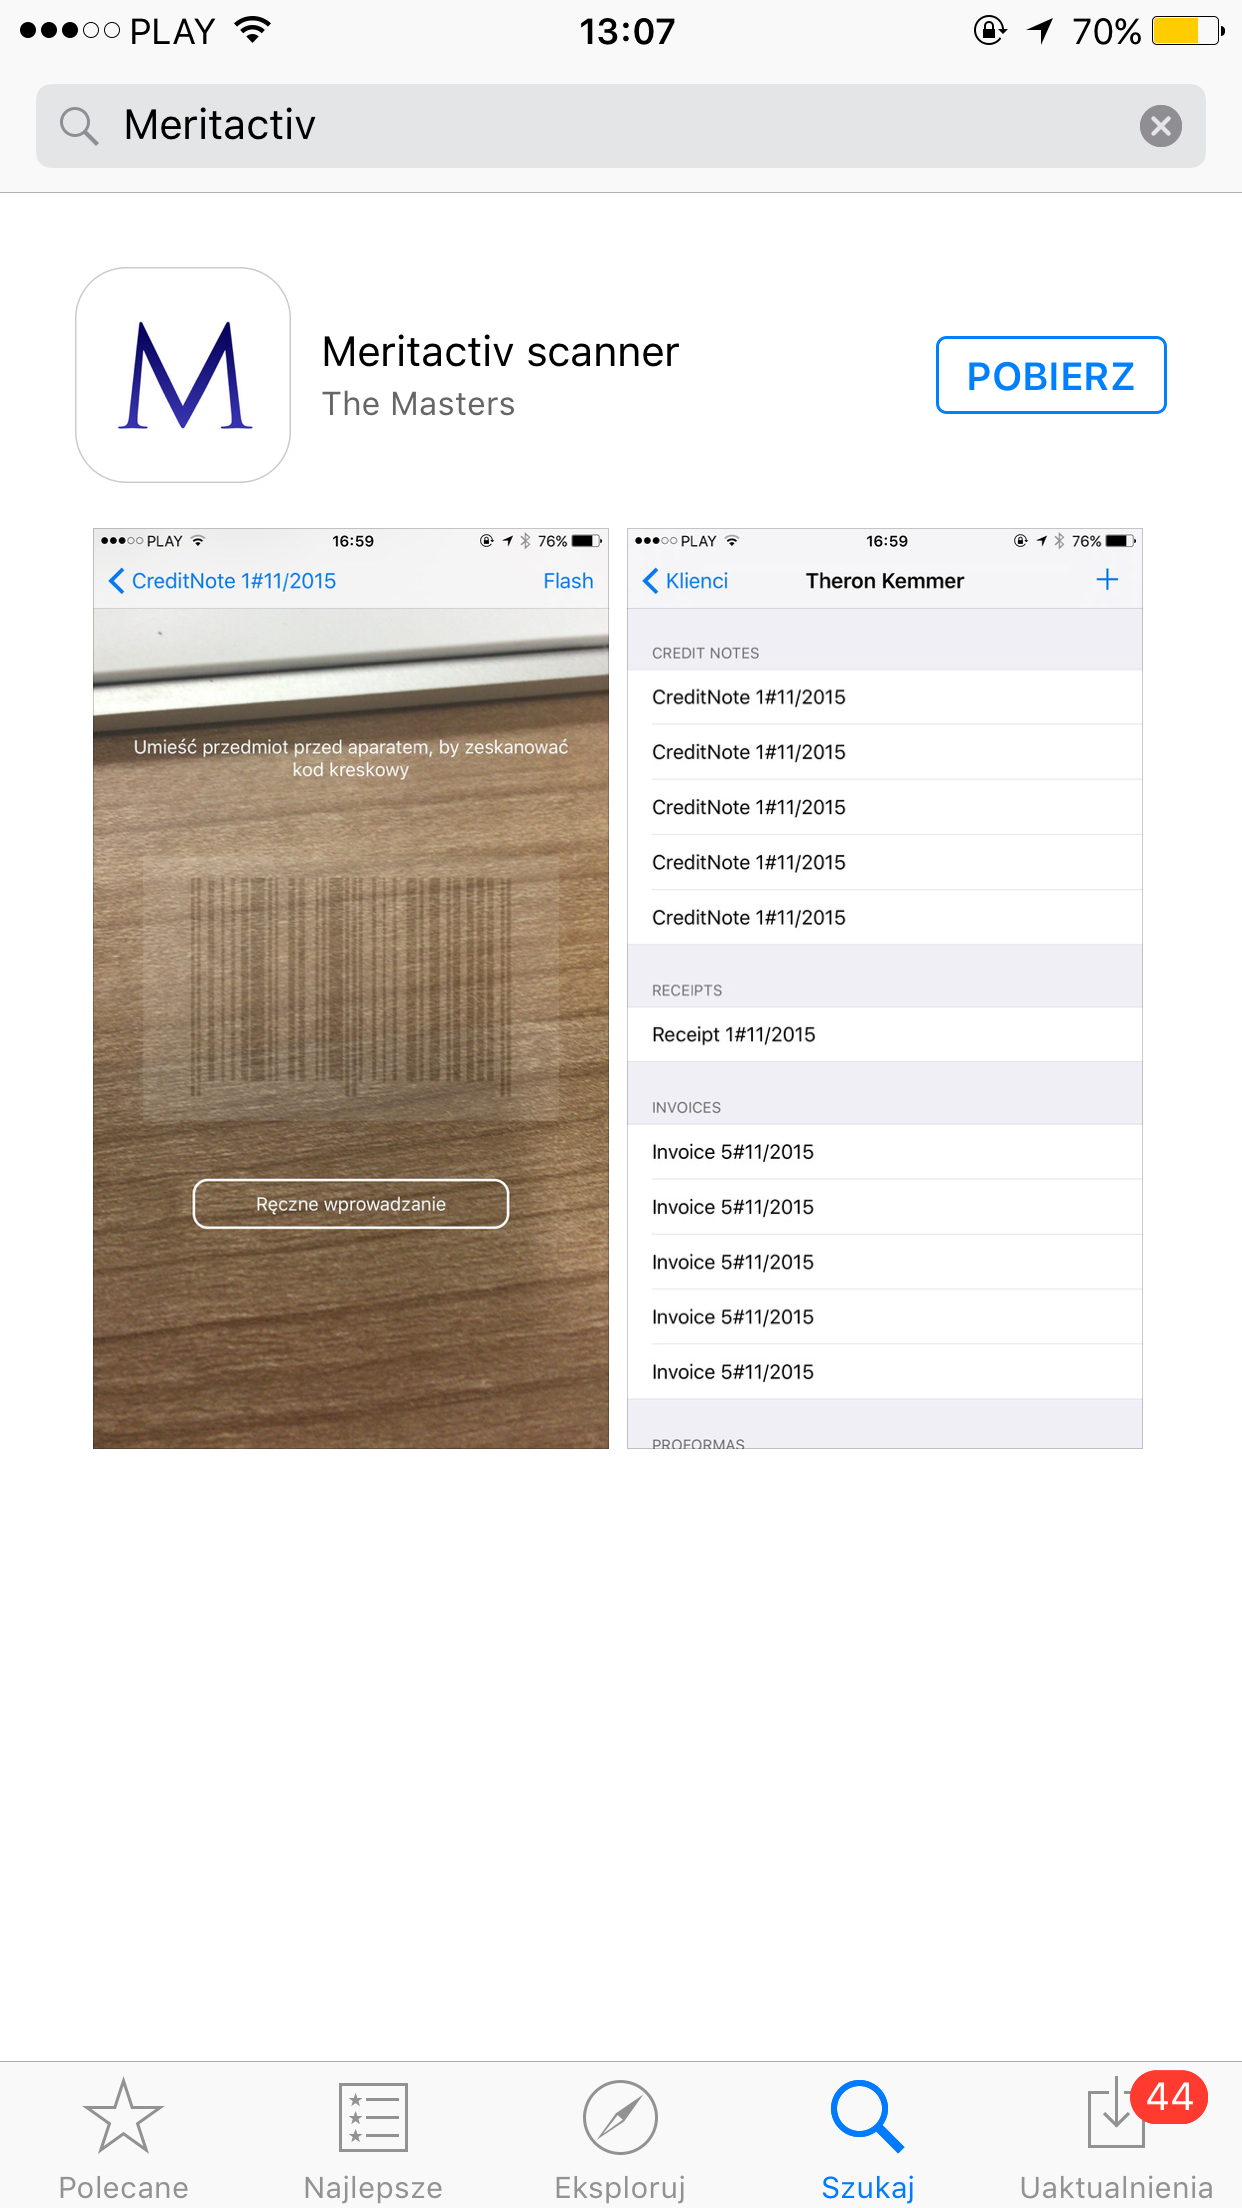 PLAY 13:07 70%
Meritactiv
M
Meritactiv scanner
The Masters
POBIERZ
PLAY 16:59 76%
CreditNote 1#11/2015 Flash
Umieść przedmiot przed aparatem, by zeskanować
kod kreskowy
Ręczne wprowadzanie
PLAY 16:59 76%
Klienci Theron Kemmer +
CREDIT NOTES
CreditNote 1#11/2015
CreditNote 1#11/2015
CreditNote 1#11/2015
CreditNote 1#11/2015
CreditNote 1#11/2015
RECEIPTS
Receipt 1#11/2015
INVOICES
Invoice 5#11/2015
Invoice 5#11/2015
Invoice 5#11/2015
Invoice 5#11/2015
Invoice 5#11/2015
PROFORMAS
44
Polecane Najlepsze Eksploruj Szukaj Uaktualnienia